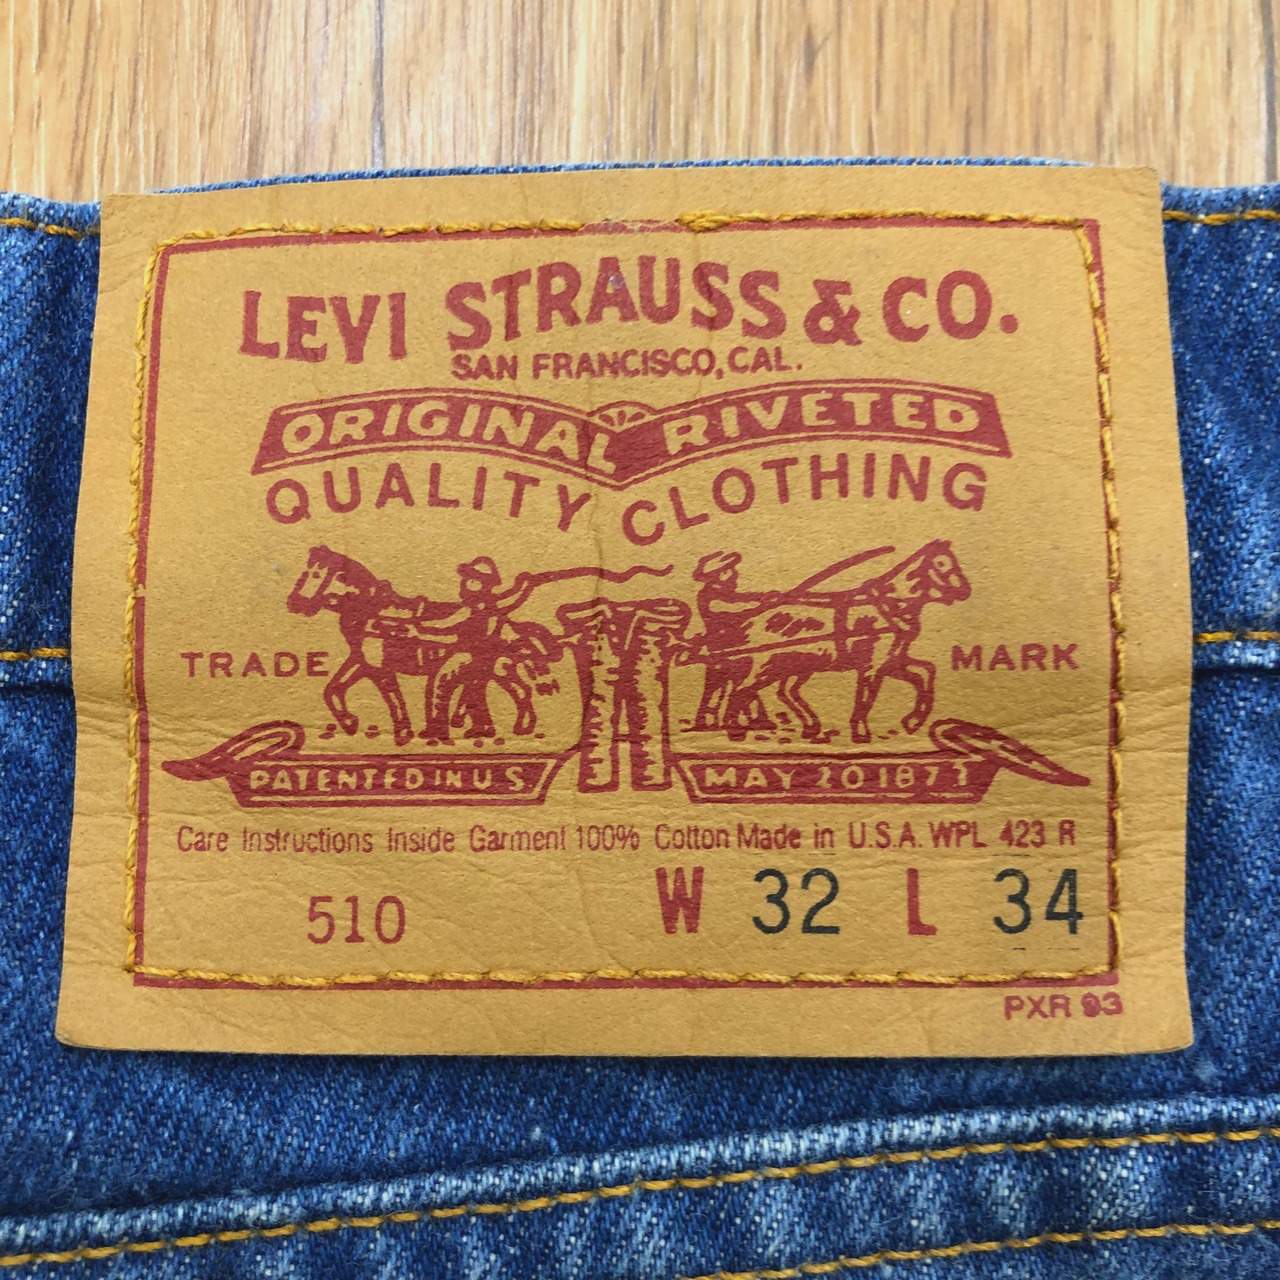 LEVI STRAUSS & CO.
SAN FRANCISCO, CAL.
ORIGINAL RIVETED
QUALITY CLOTHING
TRADE MARK
PATENTED IN U.S. MAY 20 1873
Care Instructions Inside Garment 100% Cotton Made in U.S.A. WPL 423 R
510 W 32 L 34
PXR 93